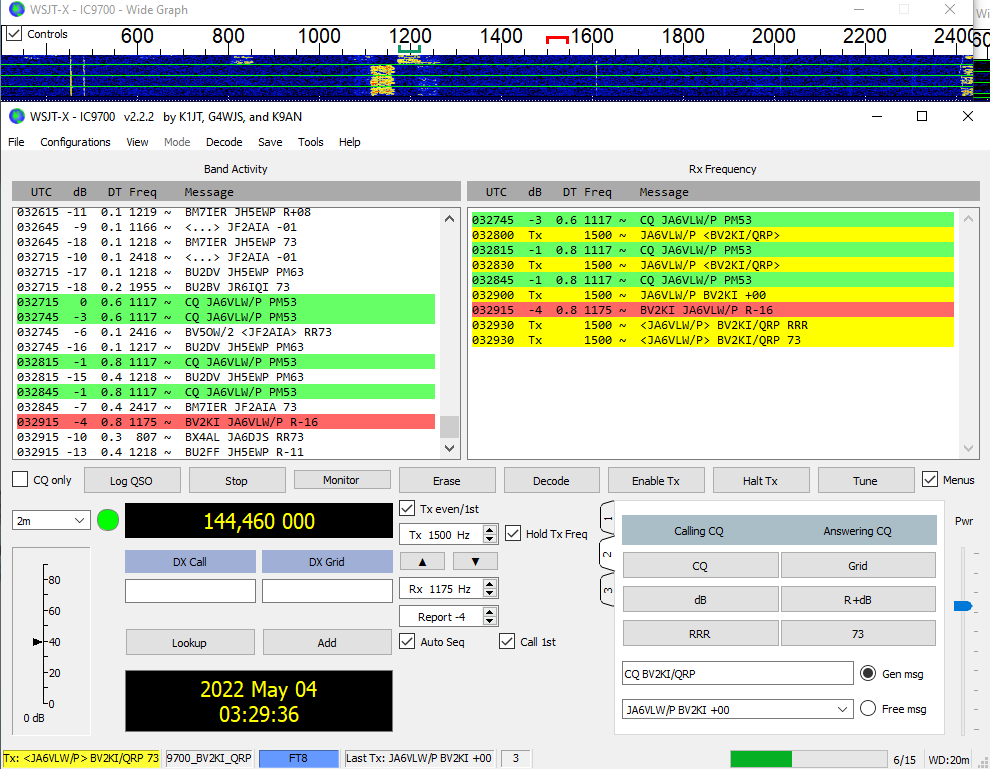 WSJT-X - IC9700 - Wide Graph
Controls
600 800 1000 1200 1400 1600 1800 2000 2200 2400
WSJT-X - IC9700 v2.2.2 by K1JT, G4WJS, and K9AN
File Configurations View Mode Decode Save Tools Help
Band Activity
UTC dB DT Freq Message
032615 -11 0.1 1219 ~ BM7IER JH5EWP R+08
032645 -9 0.1 1166 ~ <...> JF2AIA -01
032645 -18 0.1 1218 ~ BM7IER JH5EWP 73
032715 -10 0.1 2418 ~ <...> JF2AIA -01
032715 -17 0.1 1218 ~ BU2DV JH5EWP PM63
032715 -18 0.2 1955 ~ BU2BV JR6IQI 73
032715 0 0.6 1117 ~ CQ JA6VLW/P PM53
032745 -3 0.6 1117 ~ CQ JA6VLW/P PM53
032745 -6 0.1 2416 ~ BV5OW/2 <JF2AIA> RR73
032745 -16 0.1 1217 ~ BU2DV JH5EWP PM63
032815 -1 0.8 1117 ~ CQ JA6VLW/P PM53
032815 -15 0.4 1218 ~ BU2DV JH5EWP PM63
032845 -1 0.8 1117 ~ CQ JA6VLW/P PM53
032845 -7 0.4 2417 ~ BM7IER JF2AIA 73
032915 -4 0.8 1175 ~ BV2KI JA6VLW/P R-16
032915 -10 0.3 807 ~ BX4AL JA6DJS RR73
032915 -13 0.4 1218 ~ BU2FF JH5EWP R-11
Rx Frequency
UTC dB DT Freq Message
032745 -3 0.6 1117 ~ CQ JA6VLW/P PM53
032800 Tx 1500 ~ JA6VLW/P <BV2KI/QRP>
032815 -1 0.8 1117 ~ CQ JA6VLW/P PM53
032830 Tx 1500 ~ JA6VLW/P <BV2KI/QRP>
032845 -1 0.8 1117 ~ CQ JA6VLW/P PM53
032900 Tx 1500 ~ JA6VLW/P BV2KI +00
032915 -4 0.8 1175 ~ BV2KI JA6VLW/P R-16
032930 Tx 1500 ~ <JA6VLW/P> BV2KI/QRP RRR
032930 Tx 1500 ~ <JA6VLW/P> BV2KI/QRP 73
CQ only Log QSO Stop Monitor Erase Decode Enable Tx Halt Tx Tune Menus
2m
144,460 000
DX Call DX Grid
Lookup Add
2022 May 04
03:29:36
80
60
40
20
0
0 dB
Tx even/1st
Tx 1500 Hz
Hold Tx Freq
Rx 1175 Hz
Report -4
Auto Seq Call 1st
1
2
3
Calling CQ Answering CQ
CQ Grid
dB R+dB
RRR 73
CQ BV2KI/QRP Gen msg
JA6VLW/P BV2KI +00 Free msg
Pwr
Tx: <JA6VLW/P> BV2KI/QRP 73 9700_BV2KI_QRP FT8 Last Tx: JA6VLW/P BV2KI +00 3 6/15 WD:20m